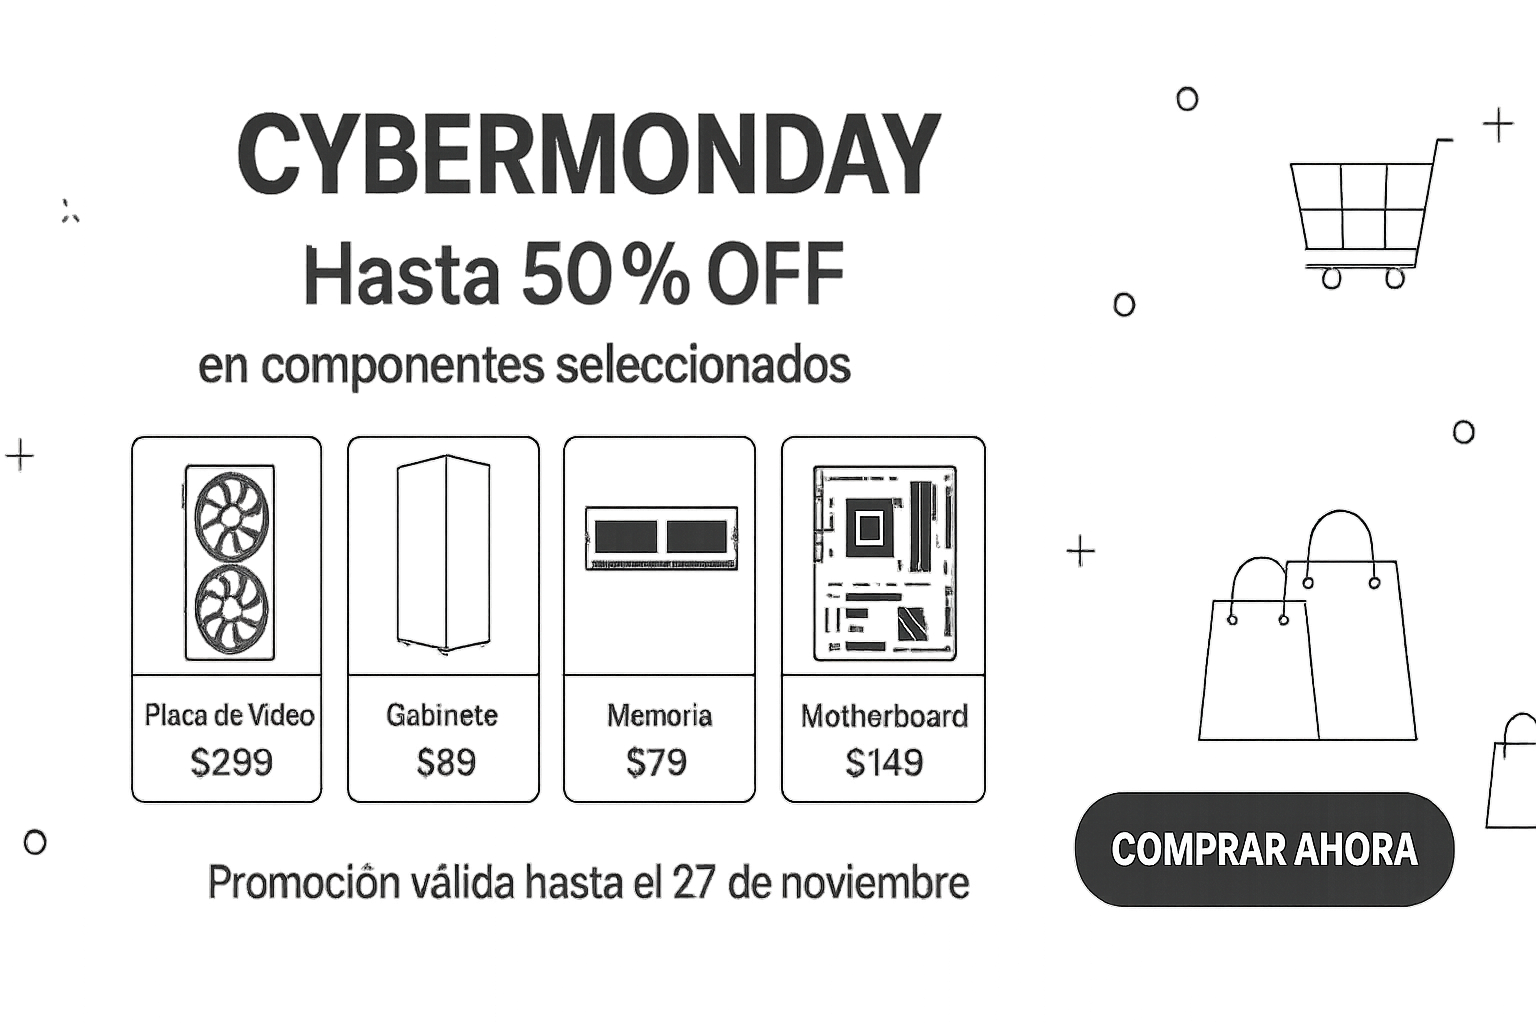 CYBERMONDAY
Hasta 50% OFF
en componentes seleccionados
Placa de Video
$299
Gabinete
$89
Memoria
$79
Motherboard
$149
Promoción válida hasta el 27 de noviembre
COMPRAR AHORA